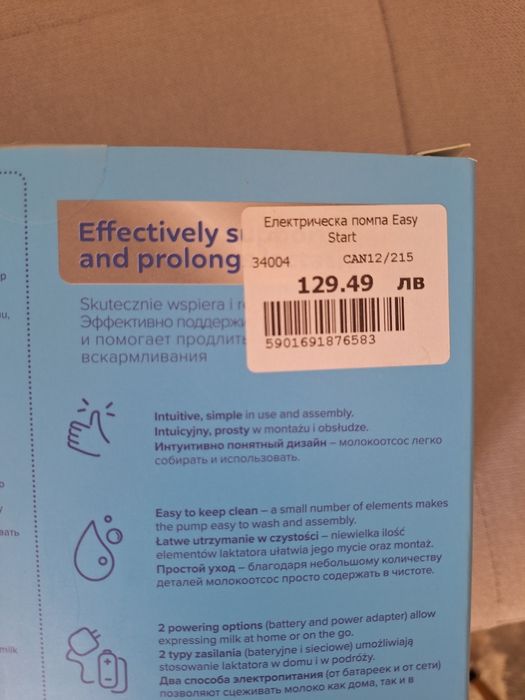 Effectively
and prolong
Електрическа помпа Easy
Start
34004 CAN12/215
129.49 лв
5901691876583
Skutecznie wspiera i
Эффективно
и помогает продлить
вскармливания
Intuitive, simple in use and assembly.
Intuicyjny, prosty w montażu i obsłudze.
Интуитивно понятный дизайн – молокоотсос легко
собирать и использовать.
Easy to keep clean – a small number of elements makes
the pump easy to wash and assembly.
Łatwe utrzymanie w czystości – niewielka ilość
elementów laktatora ułatwia jego mycie oraz montaż.
Простой уход – благодаря небольшому количеству
деталей молокоотсос просто содержать в чистоте.
2 powering options (battery and power adapter) allow
expressing milk at home or on the go.
2 typy zasilania (bateryjne i sieciowe) umożliwiają
stosowanie laktatora w domu i w podróży.
Два способа электропитания (от батареек и от сети)
позволяют сцеживать молоко как дома, так и в
milk